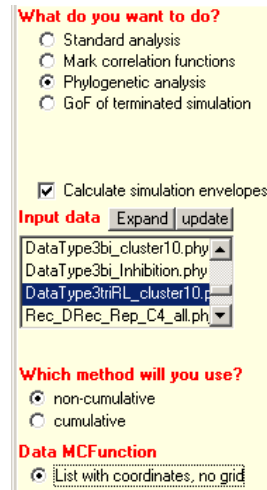 What do you want to do?
Standard analysis
Mark correlation functions
Phylogenetic analysis
GoF of terminated simulation
Calculate simulation envelopes
Input data Expand update
DataType3bi_cluster10.phy
DataType3bi_Inhibition.phy
DataType3triRL_cluster10.p
Rec_DRec_Rep_C4_all.ph
Which method will you use?
non-cumulative
cumulative
Data MCFunction
List with coordinates, no grid